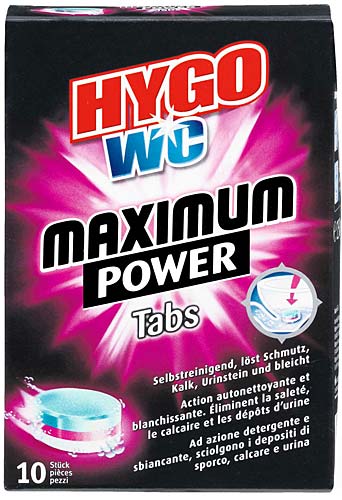 HYGO
WC
MAXIMUM
POWER
Tabs
Selbstreinigend, löst Schmutz,
Kalk, Urinstein und bleicht
Action autonettoyante et
blanchissante. Éliminent la saleté,
le calcaire et les dépôts d'urine
Ad azione detergente e
sbiancante, sciolgono i depositi di
sporco, calcare e urina
10 Stück
pièces
pezzi